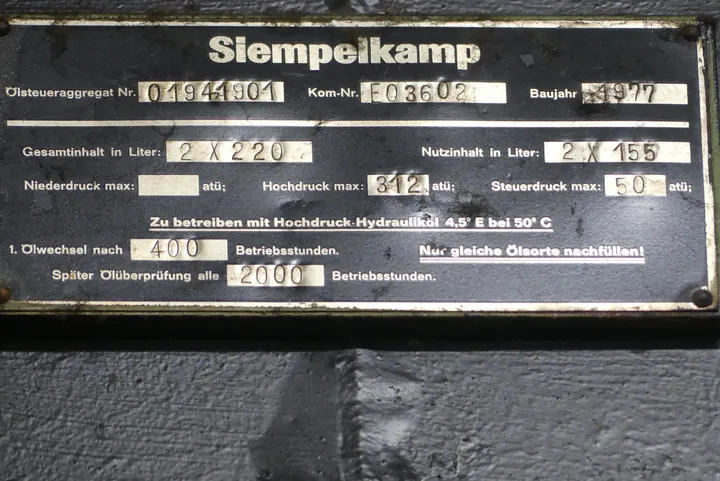 Siempelkamp
Ölsteueraggregat Nr. 01941901 Kom-Nr. E03602 Baujahr 1977
Gesamtinhalt in Liter: 2 X 220 Nutzinhalt in Liter: 2 X 155
Niederdruck max: atü; Hochdruck max: 312 atü; Steuerdruck max: 50 atü;
Zu betreiben mit Hochdruck-Hydrauliköl 4,5° E bei 50° C
1. Ölwechsel nach 400 Betriebsstunden. Nur gleiche Ölsorte nachfüllen!
Später Ölüberprüfung alle 2000 Betriebsstunden.